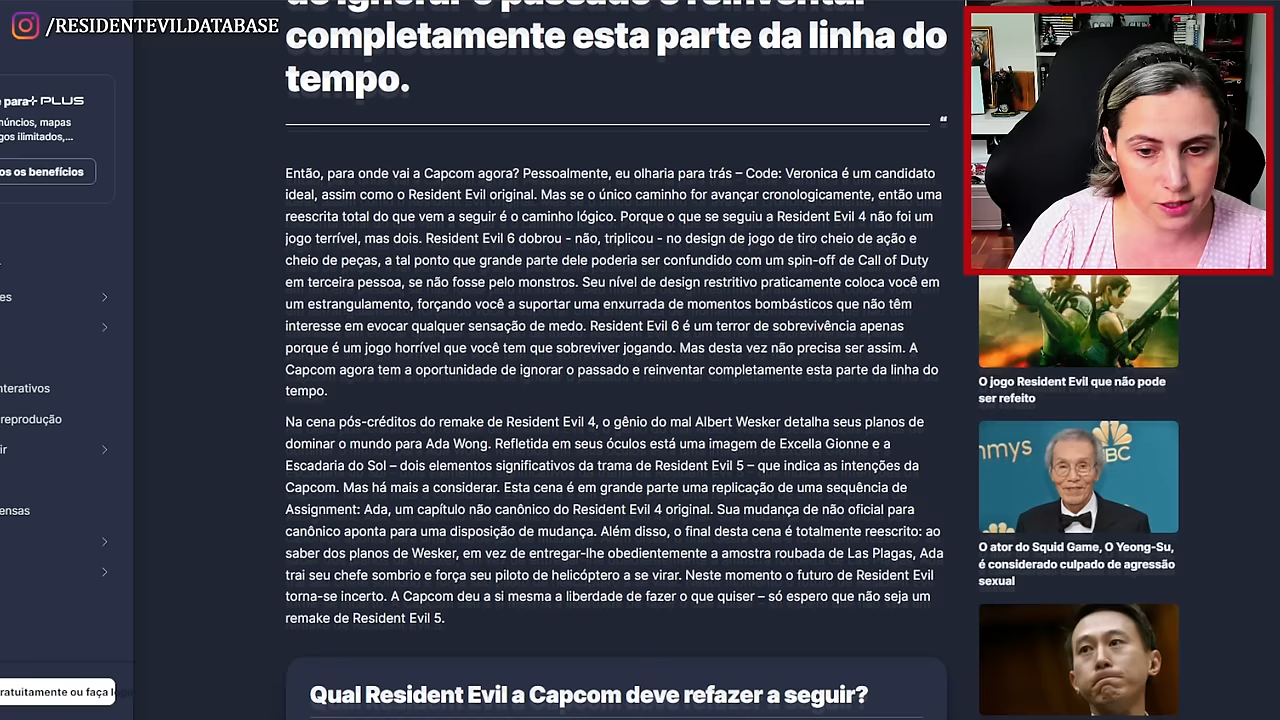 /RESIDENTEVILDATABASE
completamente esta parte da linha do
tempo.
“
Então, para onde vai a Capcom agora? Pessoalmente, eu olharia para trás – Code: Veronica é um candidato
ideal, assim como o Resident Evil original. Mas se o único caminho for avançar cronologicamente, então uma
reescrita total do que vem a seguir é o caminho lógico. Porque o que se seguiu a Resident Evil 4 não foi um
jogo terrível, mas dois. Resident Evil 6 dobrou - não, triplicou - no design de jogo de tiro cheio de ação e
cheio de peças, a tal ponto que grande parte dele poderia ser confundido com um spin-off de Call of Duty
em terceira pessoa, se não fosse pelo monstros. Seu nível de design restritivo praticamente coloca você em
um estrangulamento, forçando você a suportar uma enxurrada de momentos bombásticos que não têm
interesse em evocar qualquer sensação de medo. Resident Evil 6 é um terror de sobrevivência apenas
porque é um jogo horrível que você tem que sobreviver jogando. Mas desta vez não precisa ser assim. A
Capcom agora tem a oportunidade de ignorar o passado e reinventar completamente esta parte da linha do
tempo.
Na cena pós-créditos do remake de Resident Evil 4, o gênio do mal Albert Wesker detalha seus planos de
dominar o mundo para Ada Wong. Refletida em seus óculos está uma imagem de Excella Gionne e a
Escadaria do Sol – dois elementos significativos da trama de Resident Evil 5 – que indica as intenções da
Capcom. Mas há mais a considerar. Esta cena é em grande parte uma replicação de uma sequência de
Assignment: Ada, um capítulo não canônico do Resident Evil 4 original. Sua mudança de não oficial para
canônico aponta para uma disposição de mudança. Além disso, o final desta cena é totalmente reescrito: ao
saber dos planos de Wesker, em vez de entregar-lhe obedientemente a amostra roubada de Las Plagas, Ada
trai seu chefe sombrio e força seu piloto de helicóptero a se virar. Neste momento o futuro de Resident Evil
torna-se incerto. A Capcom deu a si mesma a liberdade de fazer o que quiser – só espero que não seja um
remake de Resident Evil 5.
Qual Resident Evil a Capcom deve refazer a seguir?
para+ PLUS
núncios, mapas
gos ilimitados,...
os os benefícios
es
nterativos
reprodução
ir
ensas
ratuitamente ou faça
O jogo Resident Evil que não pode
ser refeito
mmys
BC
O ator do Squid Game, O Yeong-Su,
é considerado culpado de agressão
sexual